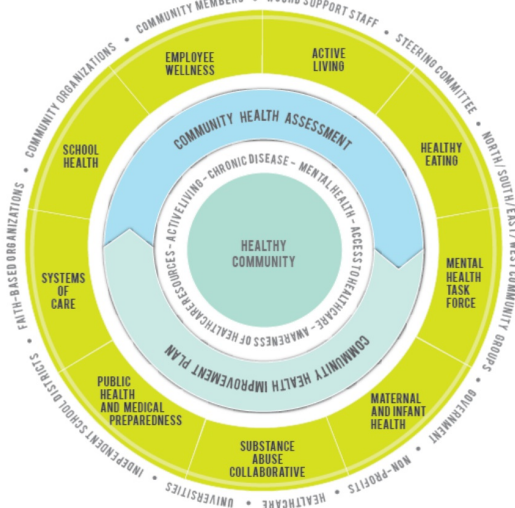 COMMUNITY MEMBERS •
SUPPORT STAFF • STEERING COMMITTEE • NORTH/SOUTH/EAST/WEST COMMUNITY GROUPS • GOVERNMENT • NON-PROFITS • HEALTHCARE • UNIVERSITIES • INDEPENDENT SCHOOL DISTRICTS • FAITH-BASED ORGANIZATIONS • COMMUNITY ORGANIZATIONS •
EMPLOYEE
WELLNESS
ACTIVE
LIVING
HEALTHY
EATING
MENTAL
HEALTH
TASK
FORCE
MATERNAL
AND INFANT
HEALTH
SUBSTANCE
ABUSE
COLLABORATIVE
PUBLIC
HEALTH
AND MEDICAL
PREPAREDNESS
SYSTEMS
OF
CARE
SCHOOL
HEALTH
COMMUNITY HEALTH ASSESSMENT
COMMUNITY HEALTH IMPROVEMENT PLAN
ACTIVE LIVING – CHRONIC DISEASE – MENTAL HEALTH – ACCESS TO HEALTHCARE – AWARENESS OF HEALTHCARE RESOURCES –
HEALTHY
COMMUNITY